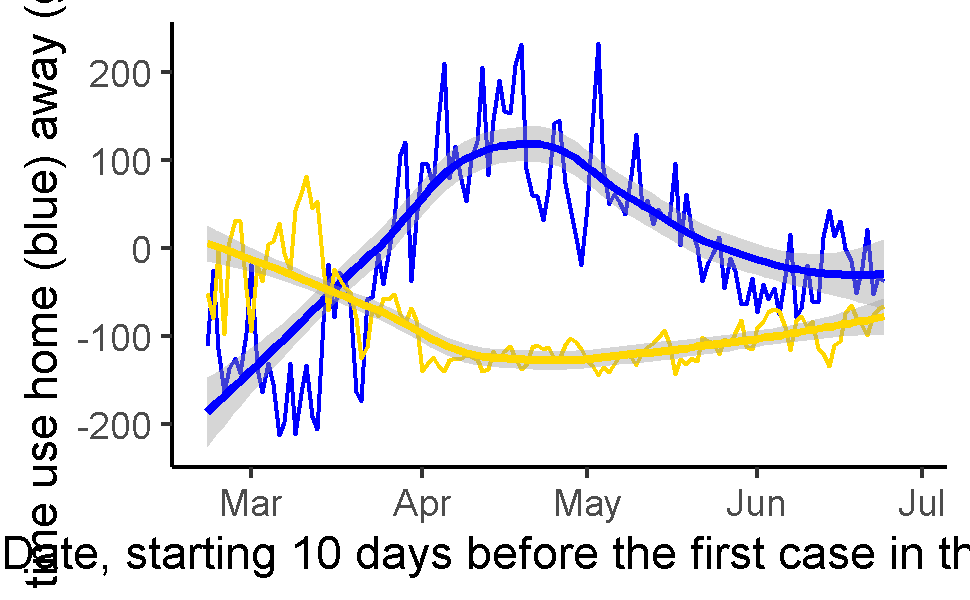 time use home (blue) away (
200
100
0
-100
-200
Mar Apr May Jun Jul
Date, starting 10 days before the first case in th